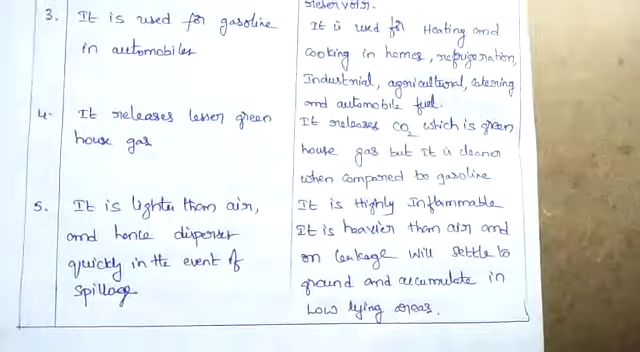 reservoir.
3. It is used for gasoline
in automobiles
It is used for Heating and
cooking in homes, refrigeration,
Industrial, agricultural, catering
and automobile fuel.
4. It releases lesser green
house gas
It releases CO2 which is green
house gas but it is cleaner
when compared to gasoline
5. It is lighter than air,
and hence disperses
quickly in the event of
Spillage
It is Highly Inflammable
It is heavier than air and
on leakage will settle to
ground and accumulate in
Low lying areas.